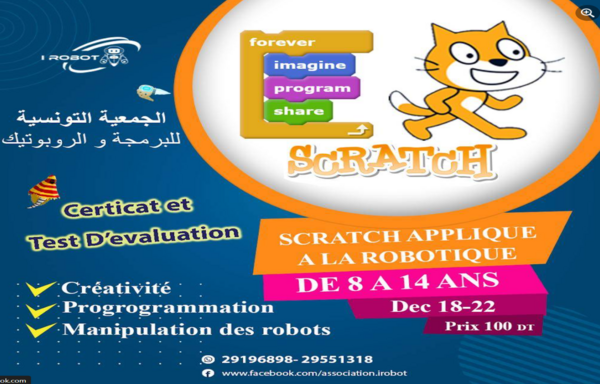 I ROBOT
الجمعية التونسية
للبرمجة و الروبوتيك
forever
imagine
program
share
SCRATCH
Certicat et
Test D'evaluation
SCRATCH APPLIQUE
A LA ROBOTIQUE
DE 8 A 14 ANS
Dec 18-22
Prix 100 DT
Créativité
Progrogrammation
Manipulation des robots
29196898- 29551318
www.facebook.com/association.irobot
ok.com